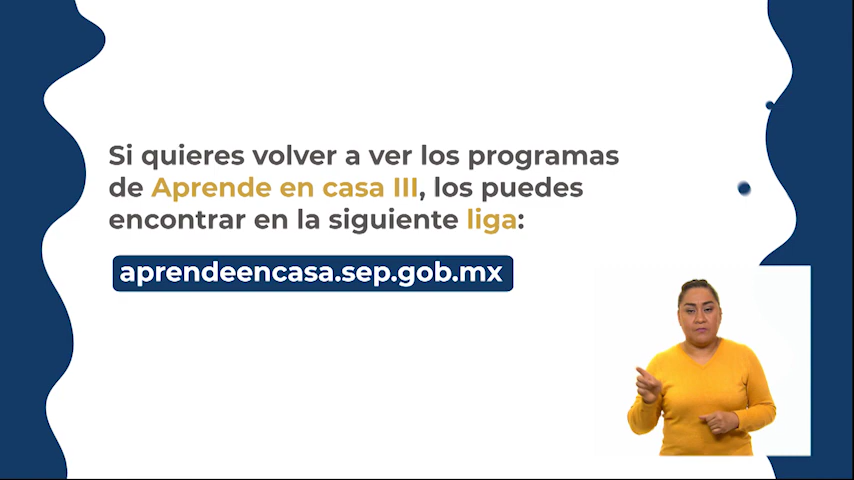 Si quieres volver a ver los programas
de Aprende en casa III, los puedes
encontrar en la siguiente liga:
aprendeencasa.sep.gob.mx